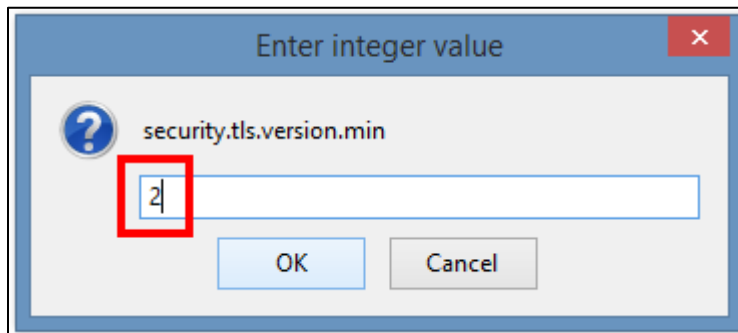 Enter integer value
security.tls.version.min
2
OK
Cancel